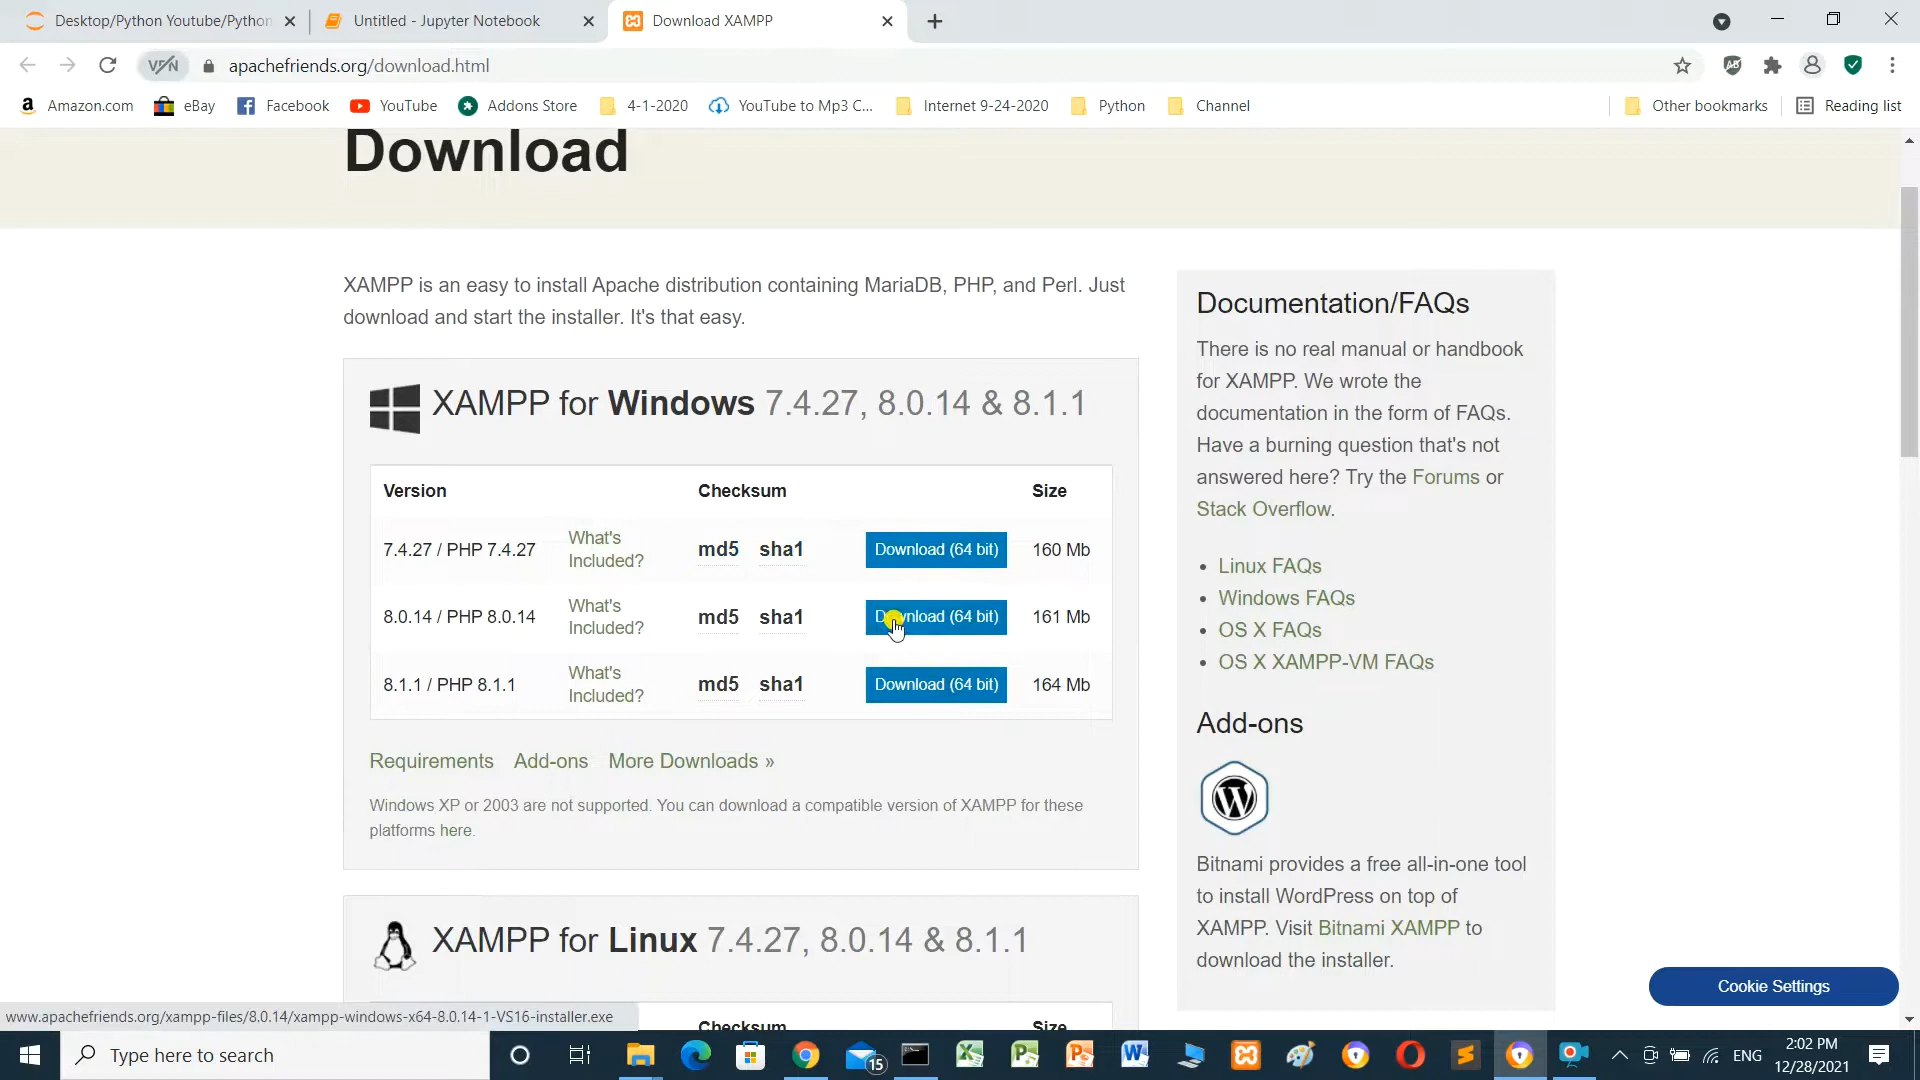 Desktop/Python Youtube/Python
Untitled - Jupyter Notebook
Download XAMPP
VPN
apachefriends.org/download.html
Amazon.com
eBay
Facebook
YouTube
Addons Store
4-1-2020
YouTube to Mp3 C...
Internet 9-24-2020
Python
Channel
Other bookmarks
Reading list
Download
XAMPP is an easy to install Apache distribution containing MariaDB, PHP, and Perl. Just
download and start the installer. It's that easy.
XAMPP for Windows 7.4.27, 8.0.14 & 8.1.1
Version Checksum Size
7.4.27 / PHP 7.4.27 What's
Included? md5 sha1 Download (64 bit) 160 Mb
8.0.14 / PHP 8.0.14 What's
Included? md5 sha1 Download (64 bit) 161 Mb
8.1.1 / PHP 8.1.1 What's
Included? md5 sha1 Download (64 bit) 164 Mb
Requirements Add-ons More Downloads »
Windows XP or 2003 are not supported. You can download a compatible version of XAMPP for these
platforms here.
XAMPP for Linux 7.4.27, 8.0.14 & 8.1.1
Checksum Size
Documentation/FAQs
There is no real manual or handbook
for XAMPP. We wrote the
documentation in the form of FAQs.
Have a burning question that's not
answered here? Try the Forums or
Stack Overflow.
• Linux FAQs
• Windows FAQs
• OS X FAQs
• OS X XAMPP-VM FAQs
Add-ons
Bitnami provides a free all-in-one tool
to install WordPress on top of
XAMPP. Visit Bitnami XAMPP to
download the installer.
Cookie Settings
www.apachefriends.org/xampp-files/8.0.14/xampp-windows-x64-8.0.14-1-VS16-installer.exe
Type here to search
15
ENG
2:02 PM
12/28/2021